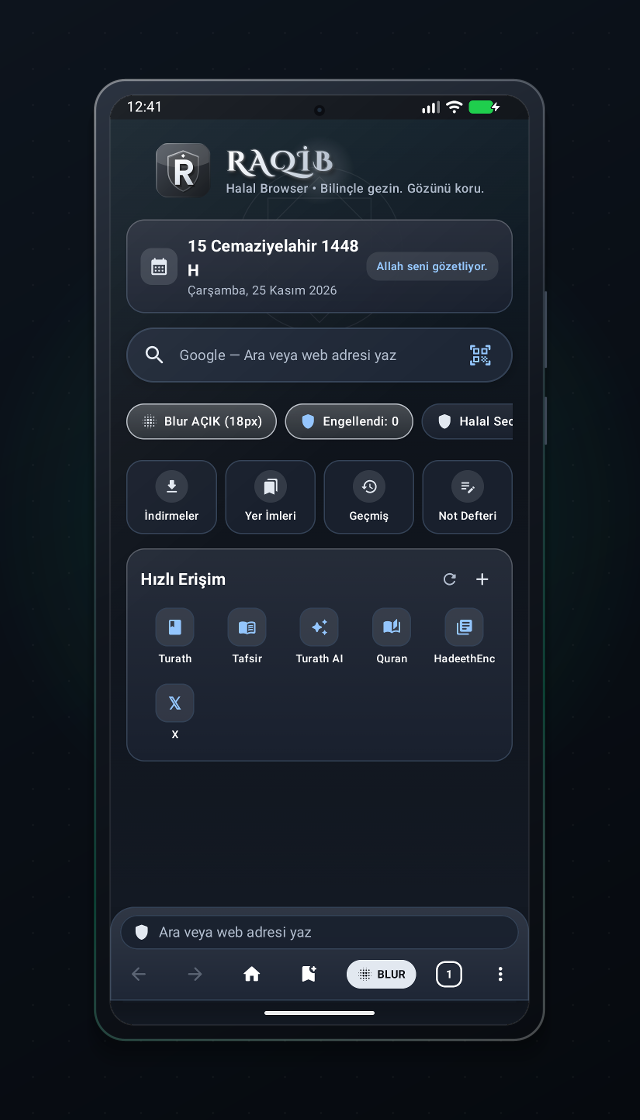 12:41
R
RAQİB
Halal Browser • Bilinçle gezin. Gözünü koru.
15 Cemaziyelahir 1448
H
Çarşamba, 25 Kasım 2026
Allah seni gözetliyor.
Google — Ara veya web adresi yaz
Blur AÇIK (18px)
Engellendi: 0
Halal Sec
İndirmeler
Yer İmleri
Geçmiş
Not Defteri
Hızlı Erişim
Turath
Tafsir
Turath AI
Quran
HadeethEnc
𝕏
X
Ara veya web adresi yaz
BLUR
1